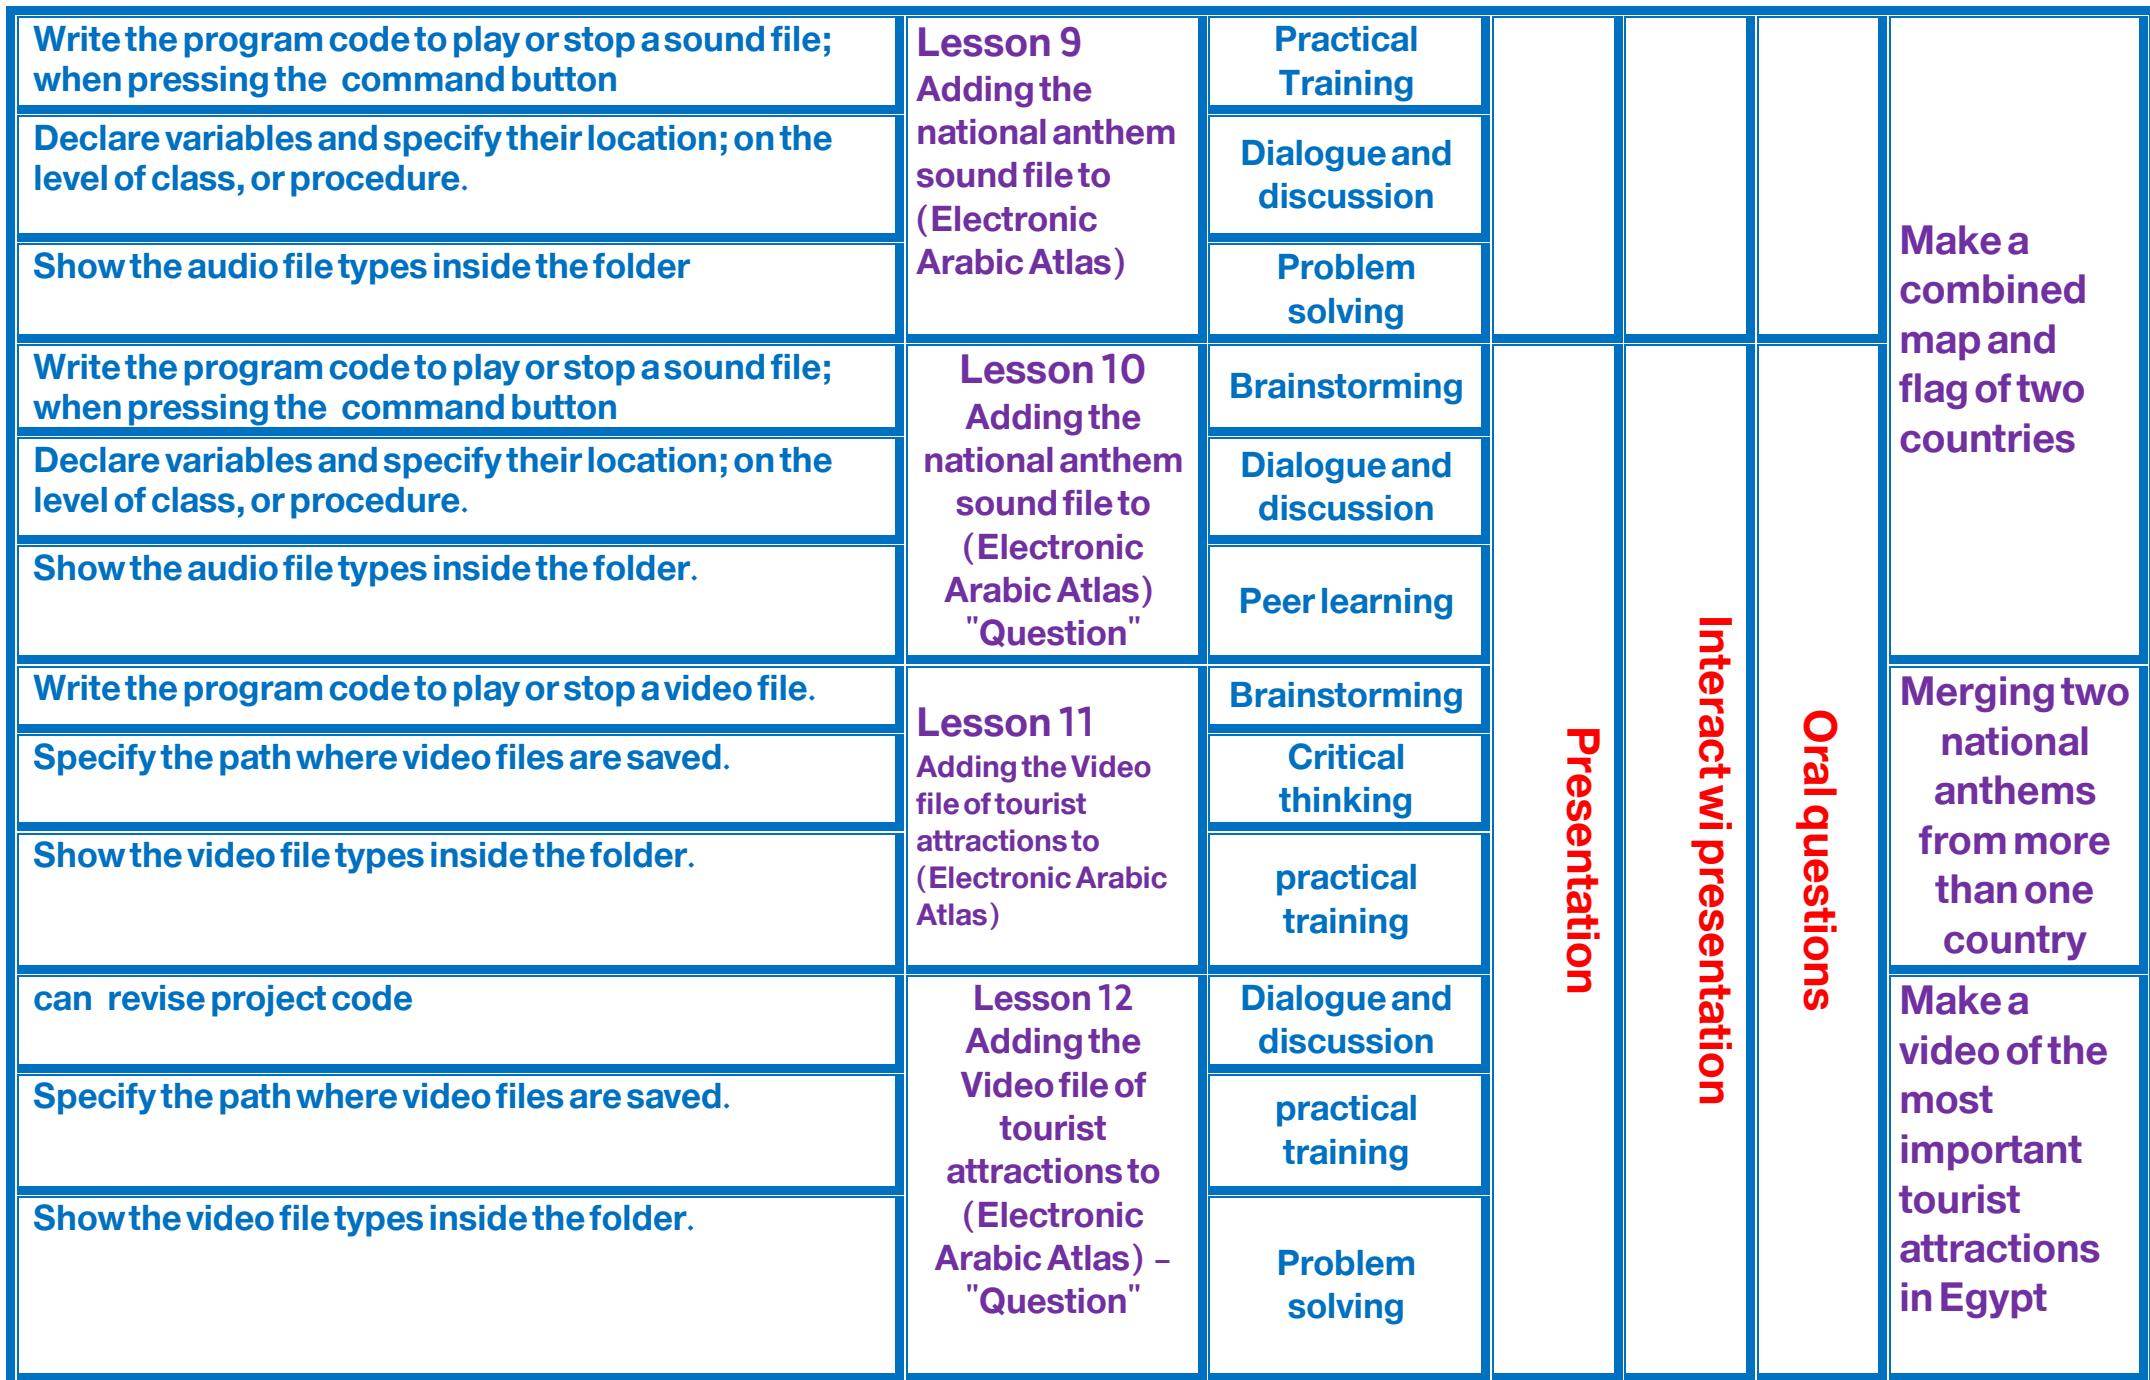 Write the program code to play or stop a sound file;
when pressing the command button
Lesson 9
Adding the
national anthem
sound file to
(Electronic
Arabic Atlas)
Practical
Training
Declare variables and specify their location; on the
level of class, or procedure.
Dialogue and
discussion
Show the audio file types inside the folder
Problem
solving
Make a
combined
map and
flag of two
countries
Write the program code to play or stop a sound file;
when pressing the command button
Lesson 10
Adding the
national anthem
sound file to
(Electronic
Arabic Atlas)
"Question"
Brainstorming
Declare variables and specify their location; on the
level of class, or procedure.
Dialogue and
discussion
Show the audio file types inside the folder.
Peer learning
Presentation
Interact wi presentation
Oral questions
Write the program code to play or stop a video file.
Lesson 11
Adding the Video
file of tourist
attractions to
(Electronic Arabic
Atlas)
Brainstorming
Specify the path where video files are saved.
Critical
thinking
Show the video file types inside the folder.
practical
training
Merging two
national
anthems
from more
than one
country
can revise project code
Lesson 12
Adding the
Video file of
tourist
attractions to
(Electronic
Arabic Atlas) –
"Question"
Dialogue and
discussion
Specify the path where video files are saved.
practical
training
Show the video file types inside the folder.
Problem
solving
Make a
video of the
most
important
tourist
attractions
in Egypt